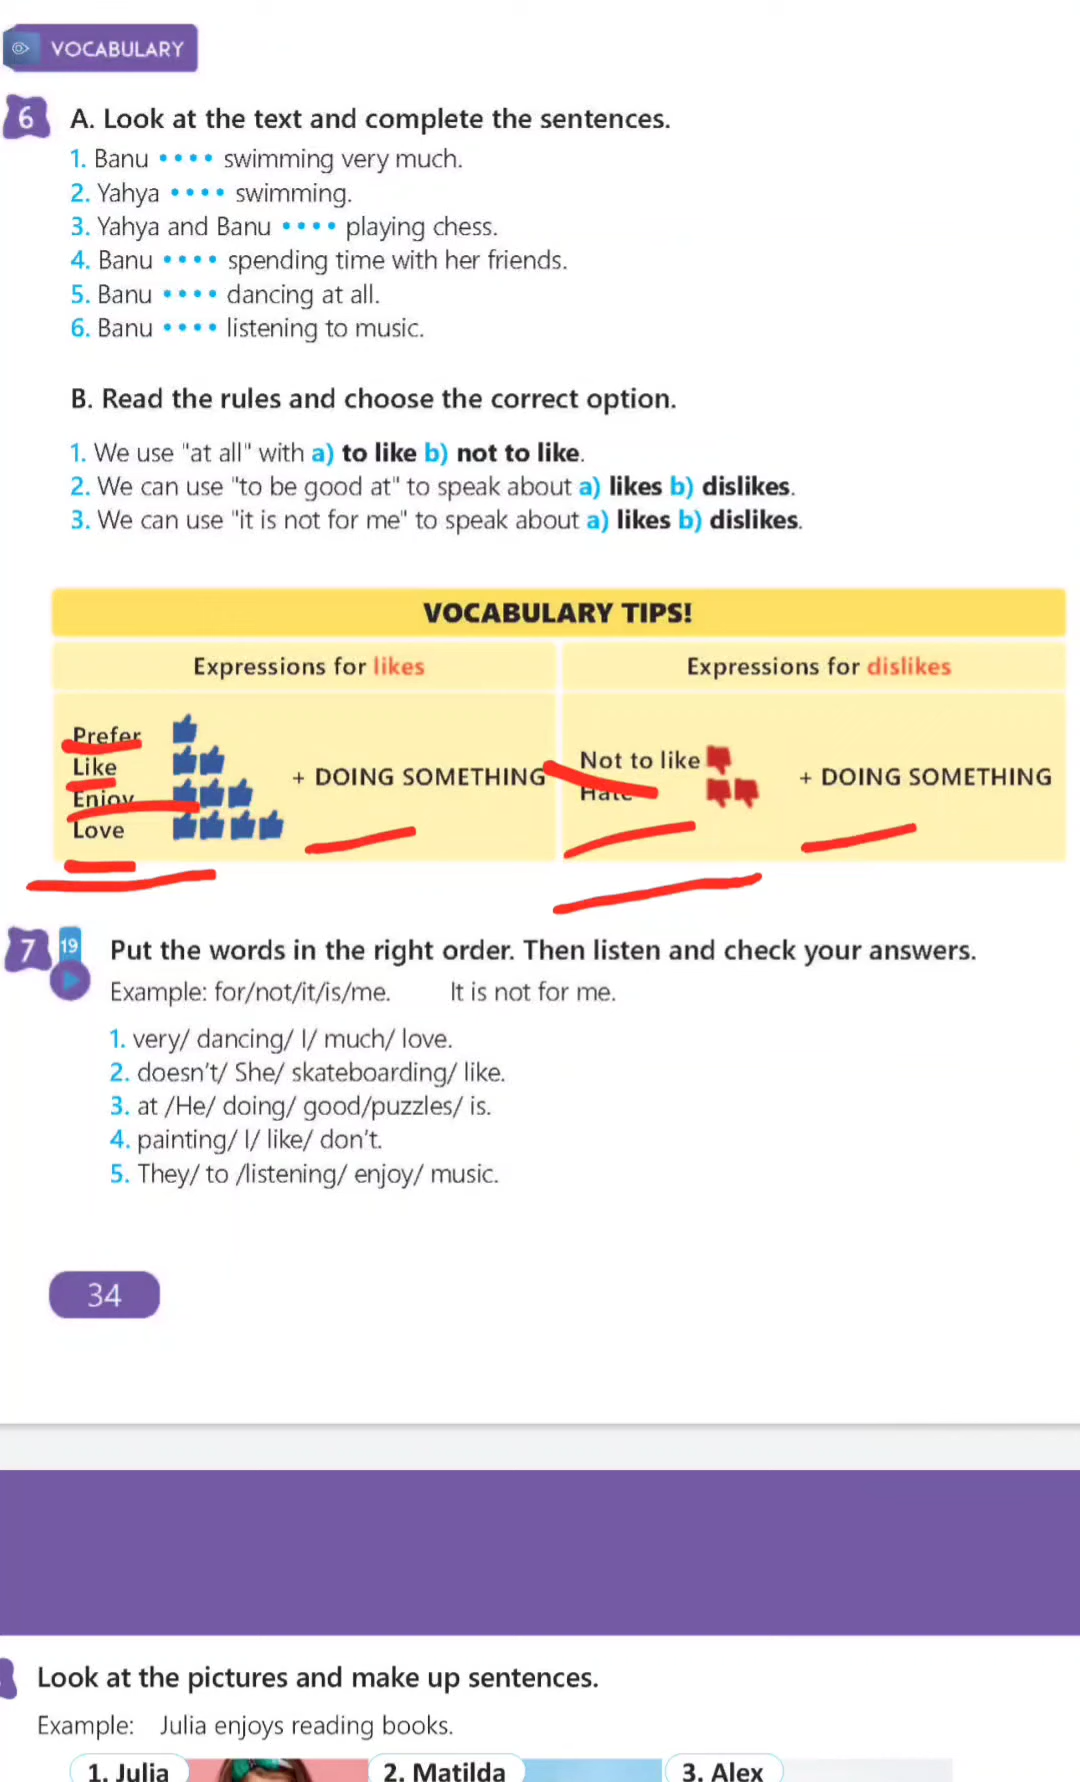 VOCABULARY
6 A. Look at the text and complete the sentences.
1. Banu •••• swimming very much.
2. Yahya •••• swimming.
3. Yahya and Banu •••• playing chess.
4. Banu •••• spending time with her friends.
5. Banu •••• dancing at all.
6. Banu •••• listening to music.
B. Read the rules and choose the correct option.
1. We use "at all" with a) to like b) not to like.
2. We can use "to be good at" to speak about a) likes b) dislikes.
3. We can use "it is not for me" to speak about a) likes b) dislikes.
VOCABULARY TIPS!
Expressions for likes
Prefer
Like
Enjoy
Love
+ DOING SOMETHING
Expressions for dislikes
Not to like
Hate
+ DOING SOMETHING
7 19 Put the words in the right order. Then listen and check your answers.
Example: for/not/it/is/me. It is not for me.
1. very/ dancing/ I/ much/ love.
2. doesn't/ She/ skateboarding/ like.
3. at /He/ doing/ good/puzzles/ is.
4. painting/ I/ like/ don't.
5. They/ to /listening/ enjoy/ music.
34
Look at the pictures and make up sentences.
Example: Julia enjoys reading books.
1. Julia 2. Matilda 3. Alex